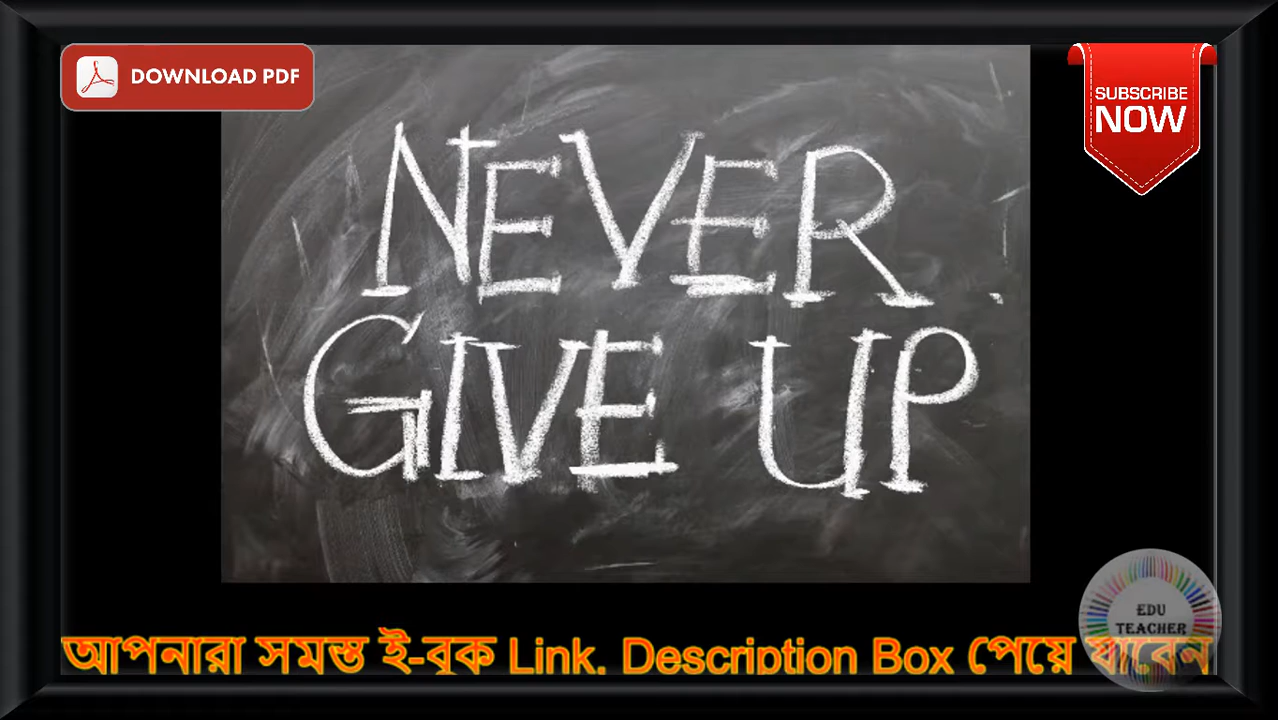 DOWNLOAD PDF
SUBSCRIBE
NOW
NEVER
GIVE UP
EDU
TEACHER
আপনারা সমস্ত ই-বুক Link, Description Box পেয়ে যাবেন